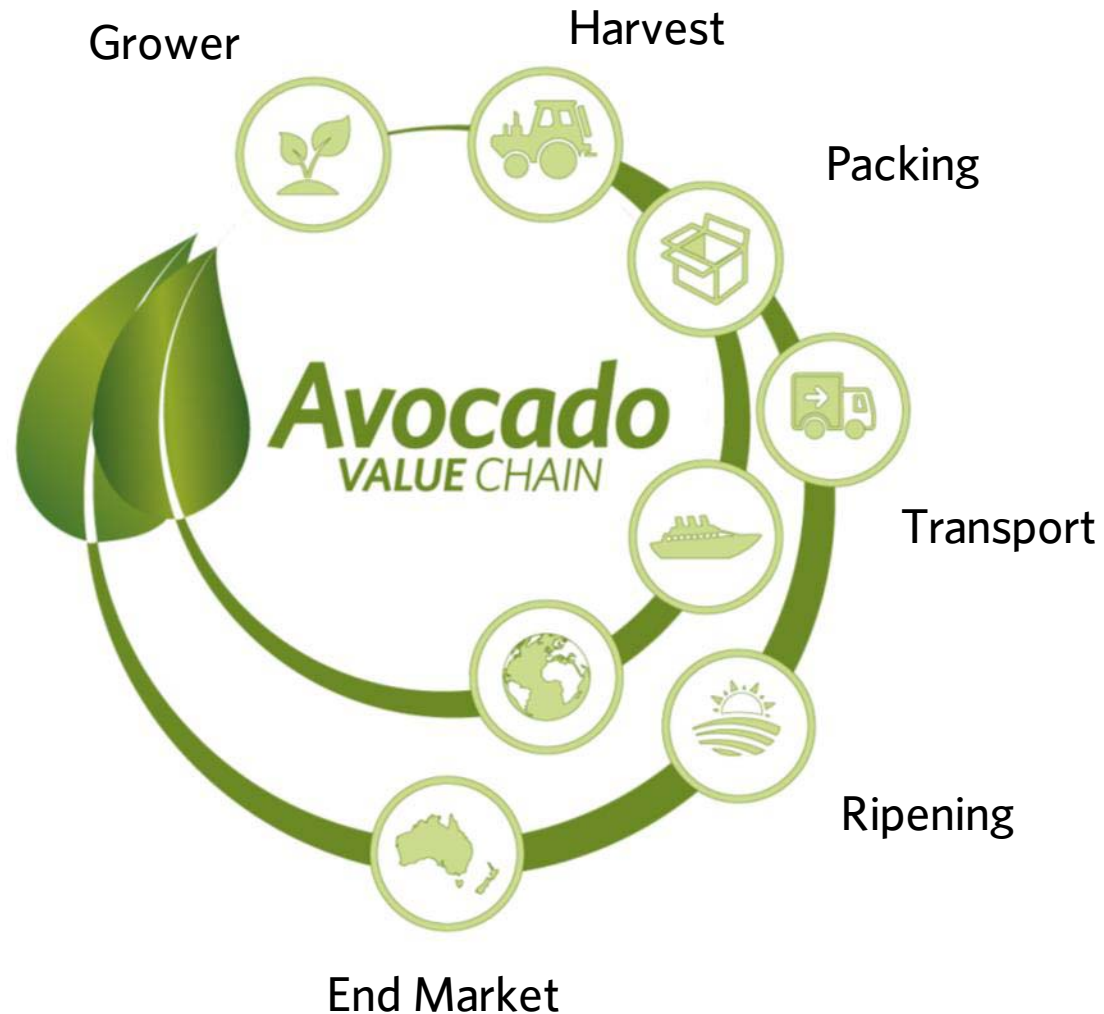 Grower
Harvest
Packing
Avocado
VALUE CHAIN
Transport
Ripening
End Market